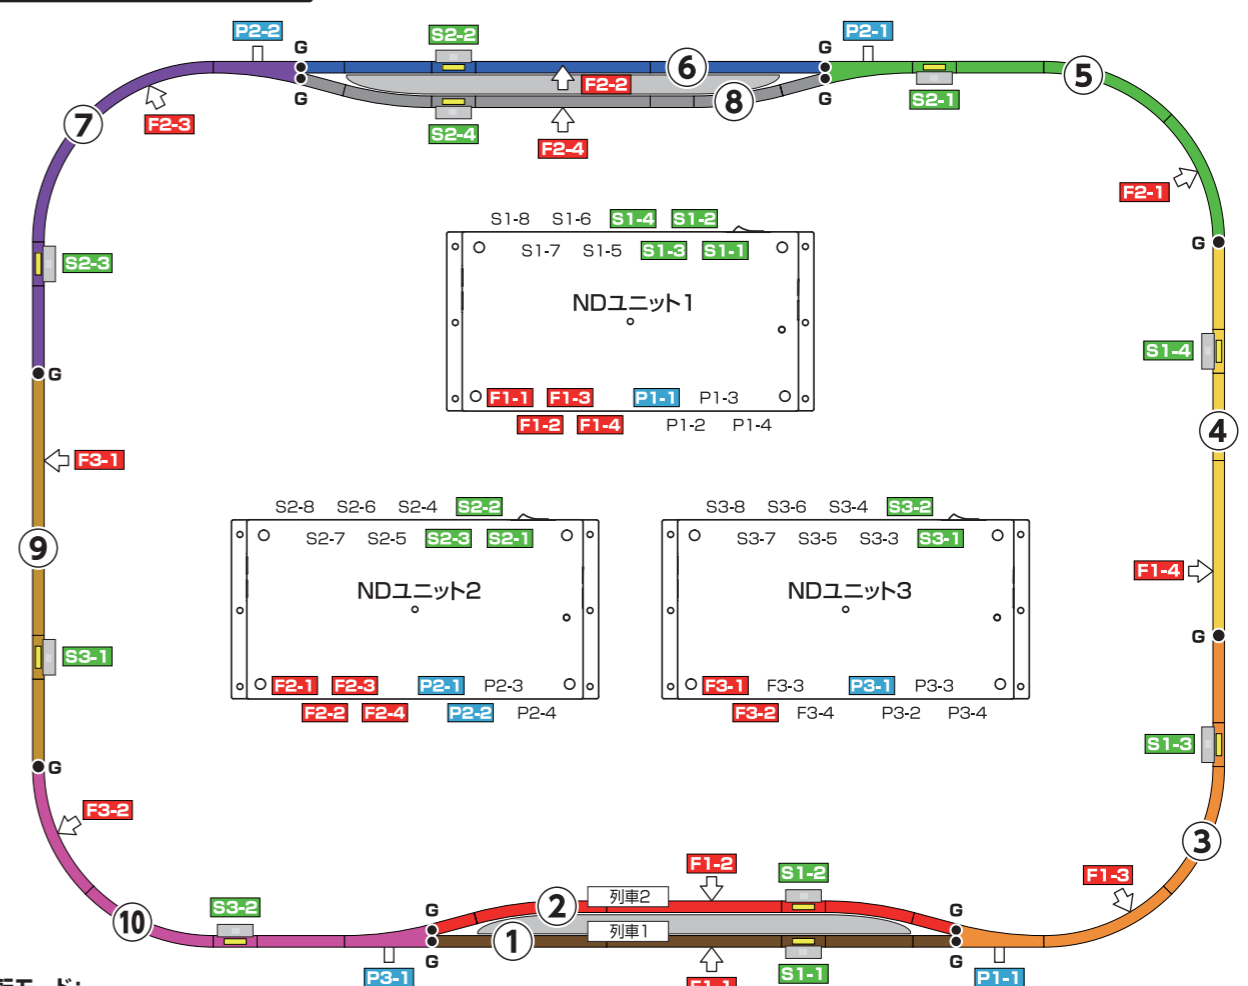 P2-2
S2-2
P2-1
G
G
6
F2-2
5
8
S2-1
G
G
S2-4
F2-4
7
F2-3
F2-1
S1-8 S1-6 S1-4 S1-2
S1-7 S1-5 S1-3 S1-1
G
S2-3
NDユニット1
S1-4
G
F1-1 F1-3 P1-1 P1-3
F1-2 F1-4 P1-2 P1-4
4
F3-1
S2-8 S2-6 S2-4 S2-2
S2-7 S2-5 S2-3 S2-1
S3-8 S3-6 S3-4 S3-2
S3-7 S3-5 S3-3 S3-1
9
F1-4
NDユニット2
NDユニット3
G
S3-1
F2-1 F2-3 P2-1 P2-3
F2-2 F2-4 P2-2 P2-4
F3-1 F3-3 P3-1 P3-3
F3-2 F3-4 P3-2 P3-4
S1-3
G
F3-2
3
F1-2
S1-2
F1-3
列車2
2
S3-2
G
G
10
列車1
1
G
G
P3-1
F1-1
S1-1
P1-1
転モード: